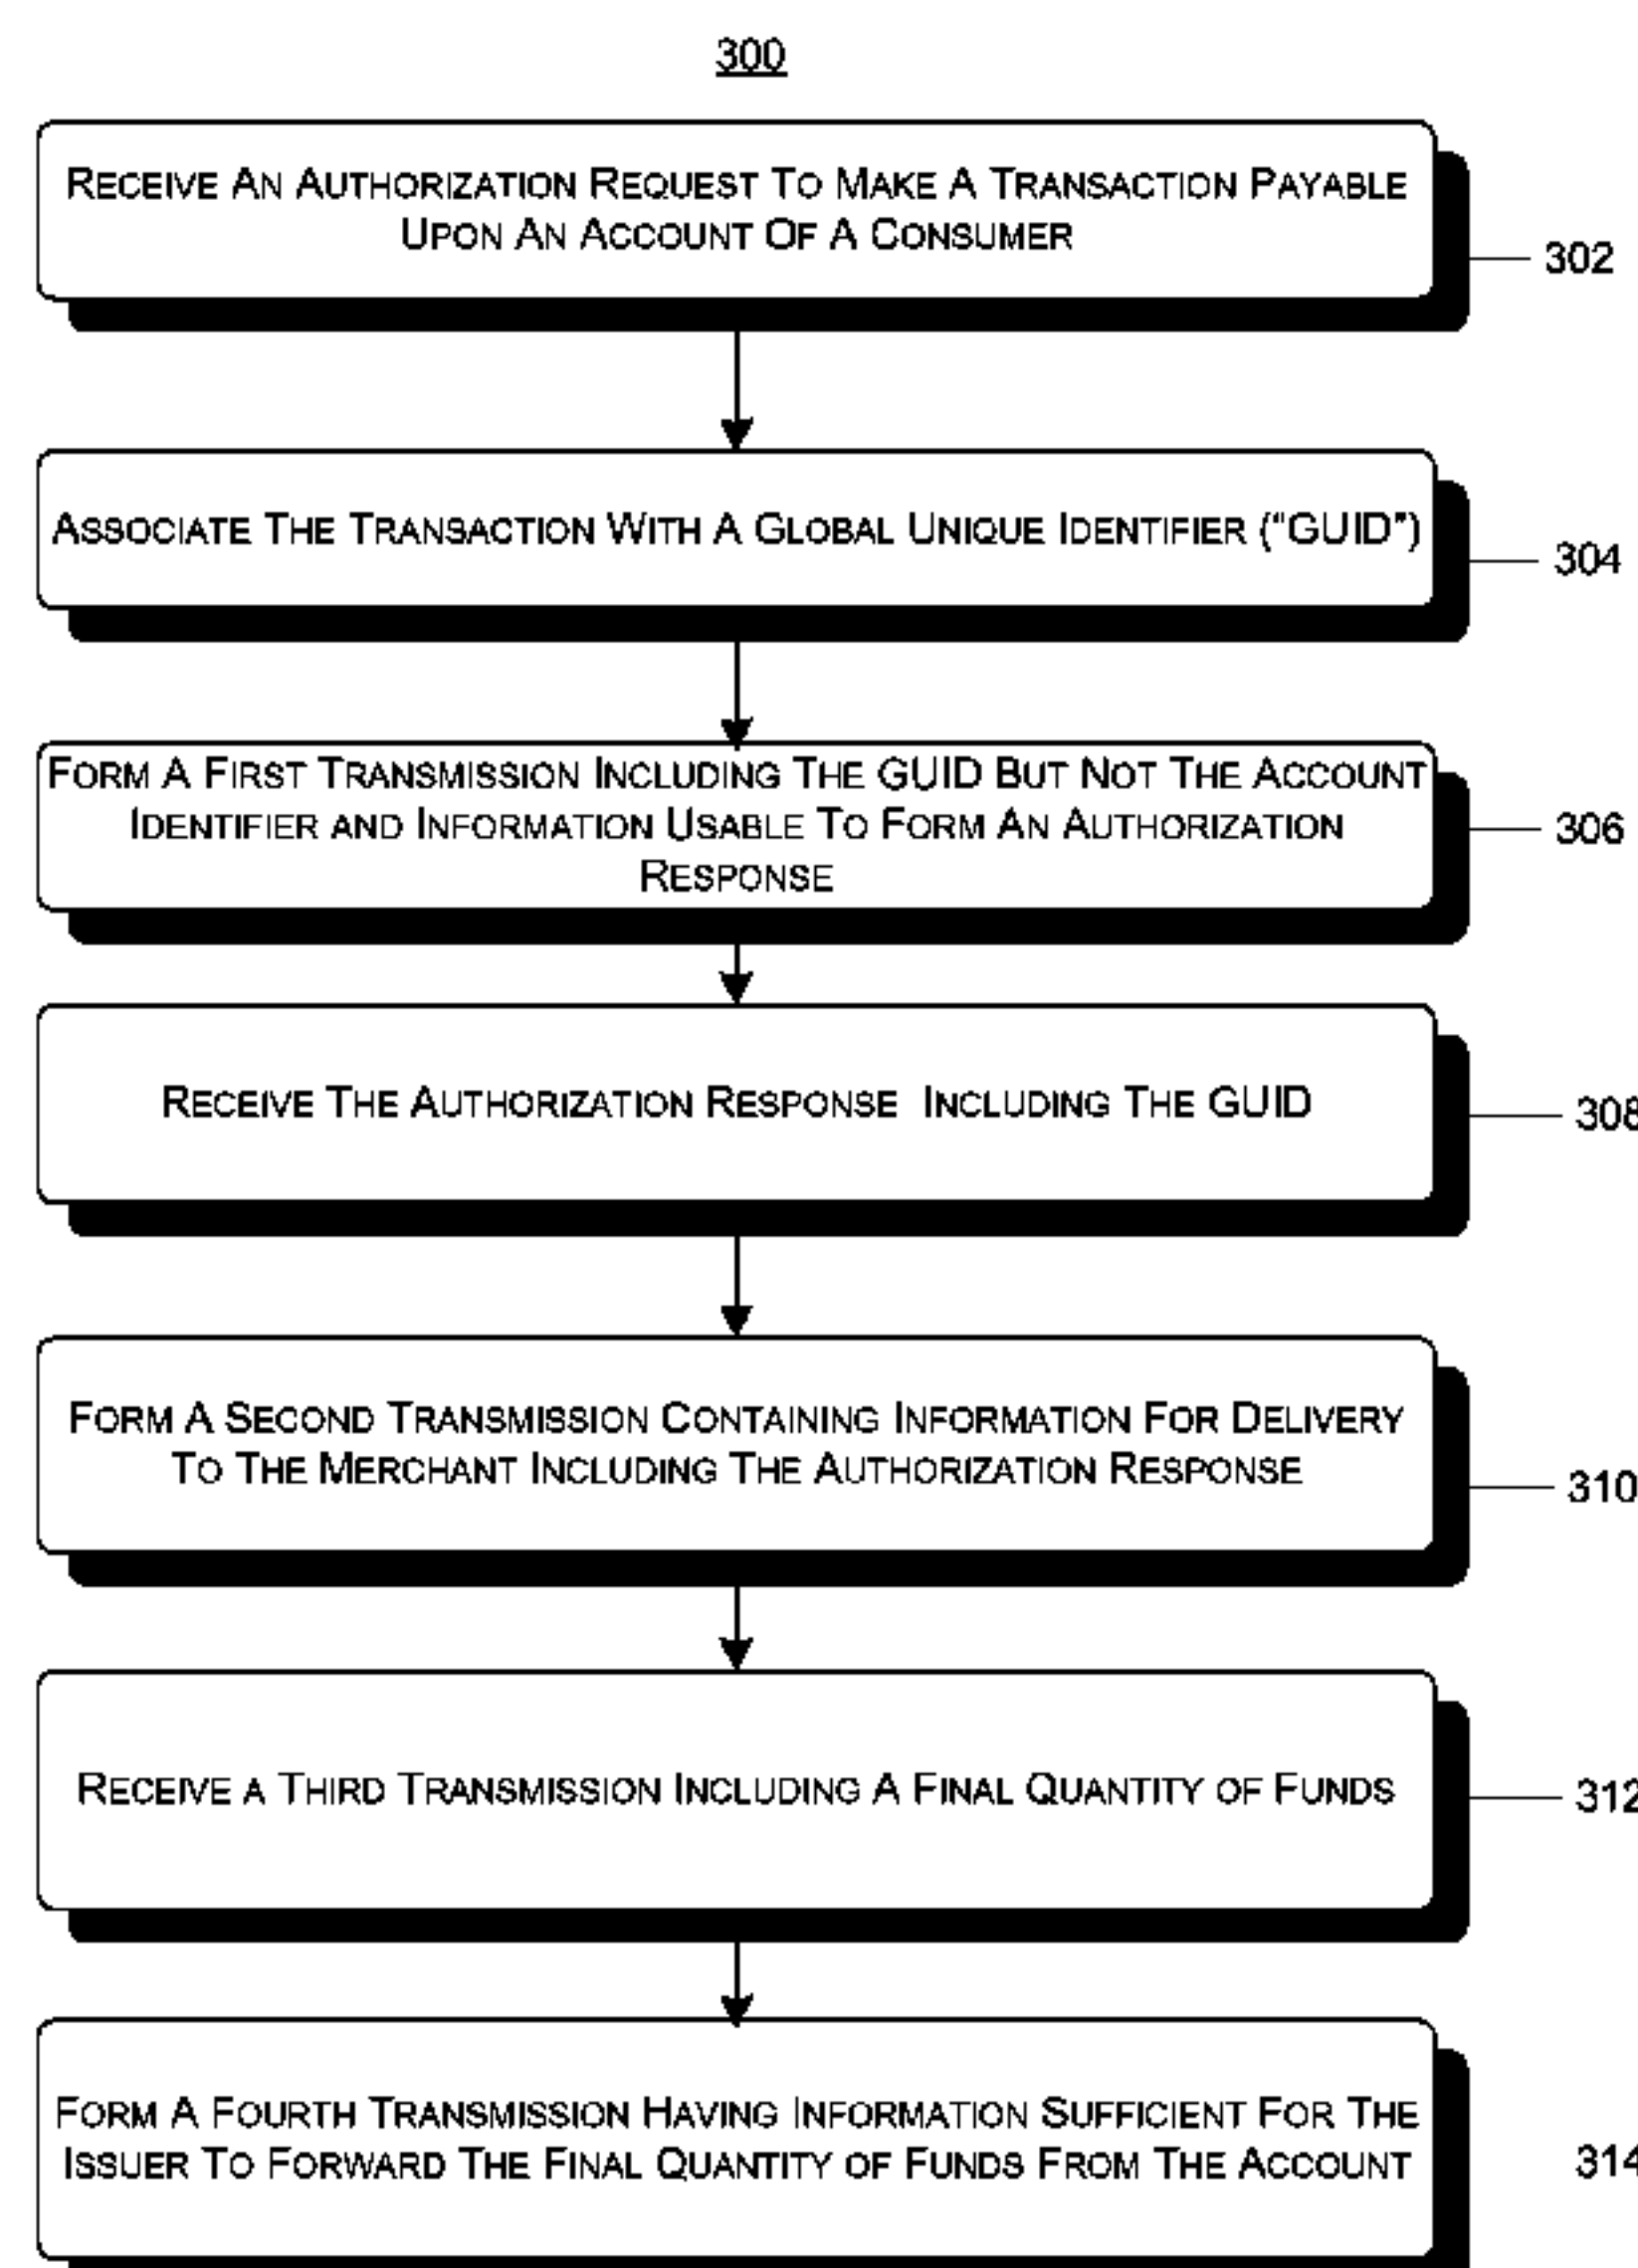 300
RECEIVE AN AUTHORIZATION REQUEST TO MAKE A TRANSACTION PAYABLE
UPON AN ACCOUNT OF A CONSUMER
302
ASSOCIATE THE TRANSACTION WITH A GLOBAL UNIQUE IDENTIFIER ("GUID")
304
FORM A FIRST TRANSMISSION INCLUDING THE GUID BUT NOT THE ACCOUNT
IDENTIFIER AND INFORMATION USABLE TO FORM AN AUTHORIZATION
RESPONSE
306
RECEIVE THE AUTHORIZATION RESPONSE INCLUDING THE GUID
308
FORM A SECOND TRANSMISSION CONTAINING INFORMATION FOR DELIVERY
TO THE MERCHANT INCLUDING THE AUTHORIZATION RESPONSE
310
RECEIVE A THIRD TRANSMISSION INCLUDING A FINAL QUANTITY OF FUNDS
312
FORM A FOURTH TRANSMISSION HAVING INFORMATION SUFFICIENT FOR THE
ISSUER TO FORWARD THE FINAL QUANTITY OF FUNDS FROM THE ACCOUNT
314